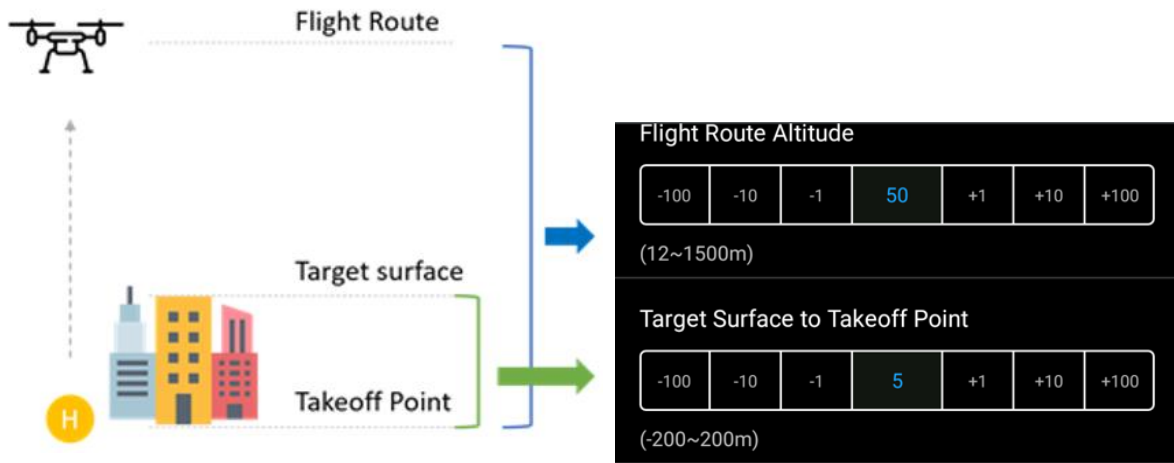 Flight Route
Target surface
Takeoff Point
H
Flight Route Altitude
-100 -10 -1 50 +1 +10 +100
(12~1500m)
Target Surface to Takeoff Point
-100 -10 -1 5 +1 +10 +100
(-200~200m)